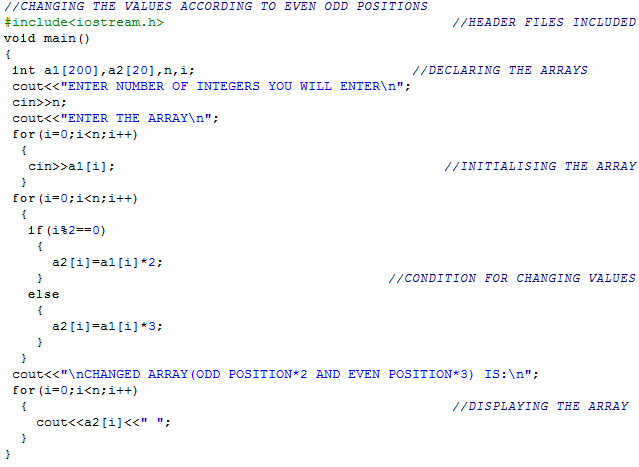 //CHANGING THE VALUES ACCORDING TO EVEN ODD POSITIONS
#include<iostream.h> //HEADER FILES INCLUDED
void main()
{
int a1[200],a2[20],n,i; //DECLARING THE ARRAYS
cout<<"ENTER NUMBER OF INTEGERS YOU WILL ENTER\n";
cin>>n;
cout<<"ENTER THE ARRAY\n";
for(i=0;i<n;i++)
{
cin>>a1[i]; //INITIALISING THE ARRAY
}
for(i=0;i<n;i++)
{
if(i%2==0)
{
a2[i]=a1[i]*2;
} //CONDITION FOR CHANGING VALUES
else
{
a2[i]=a1[i]*3;
}
}
cout<<"\nCHANGED ARRAY(ODD POSITION*2 AND EVEN POSITION*3) IS:\n";
for(i=0;i<n;i++)
{ //DISPLAYING THE ARRAY
cout<<a2[i]<<" ";
}
}